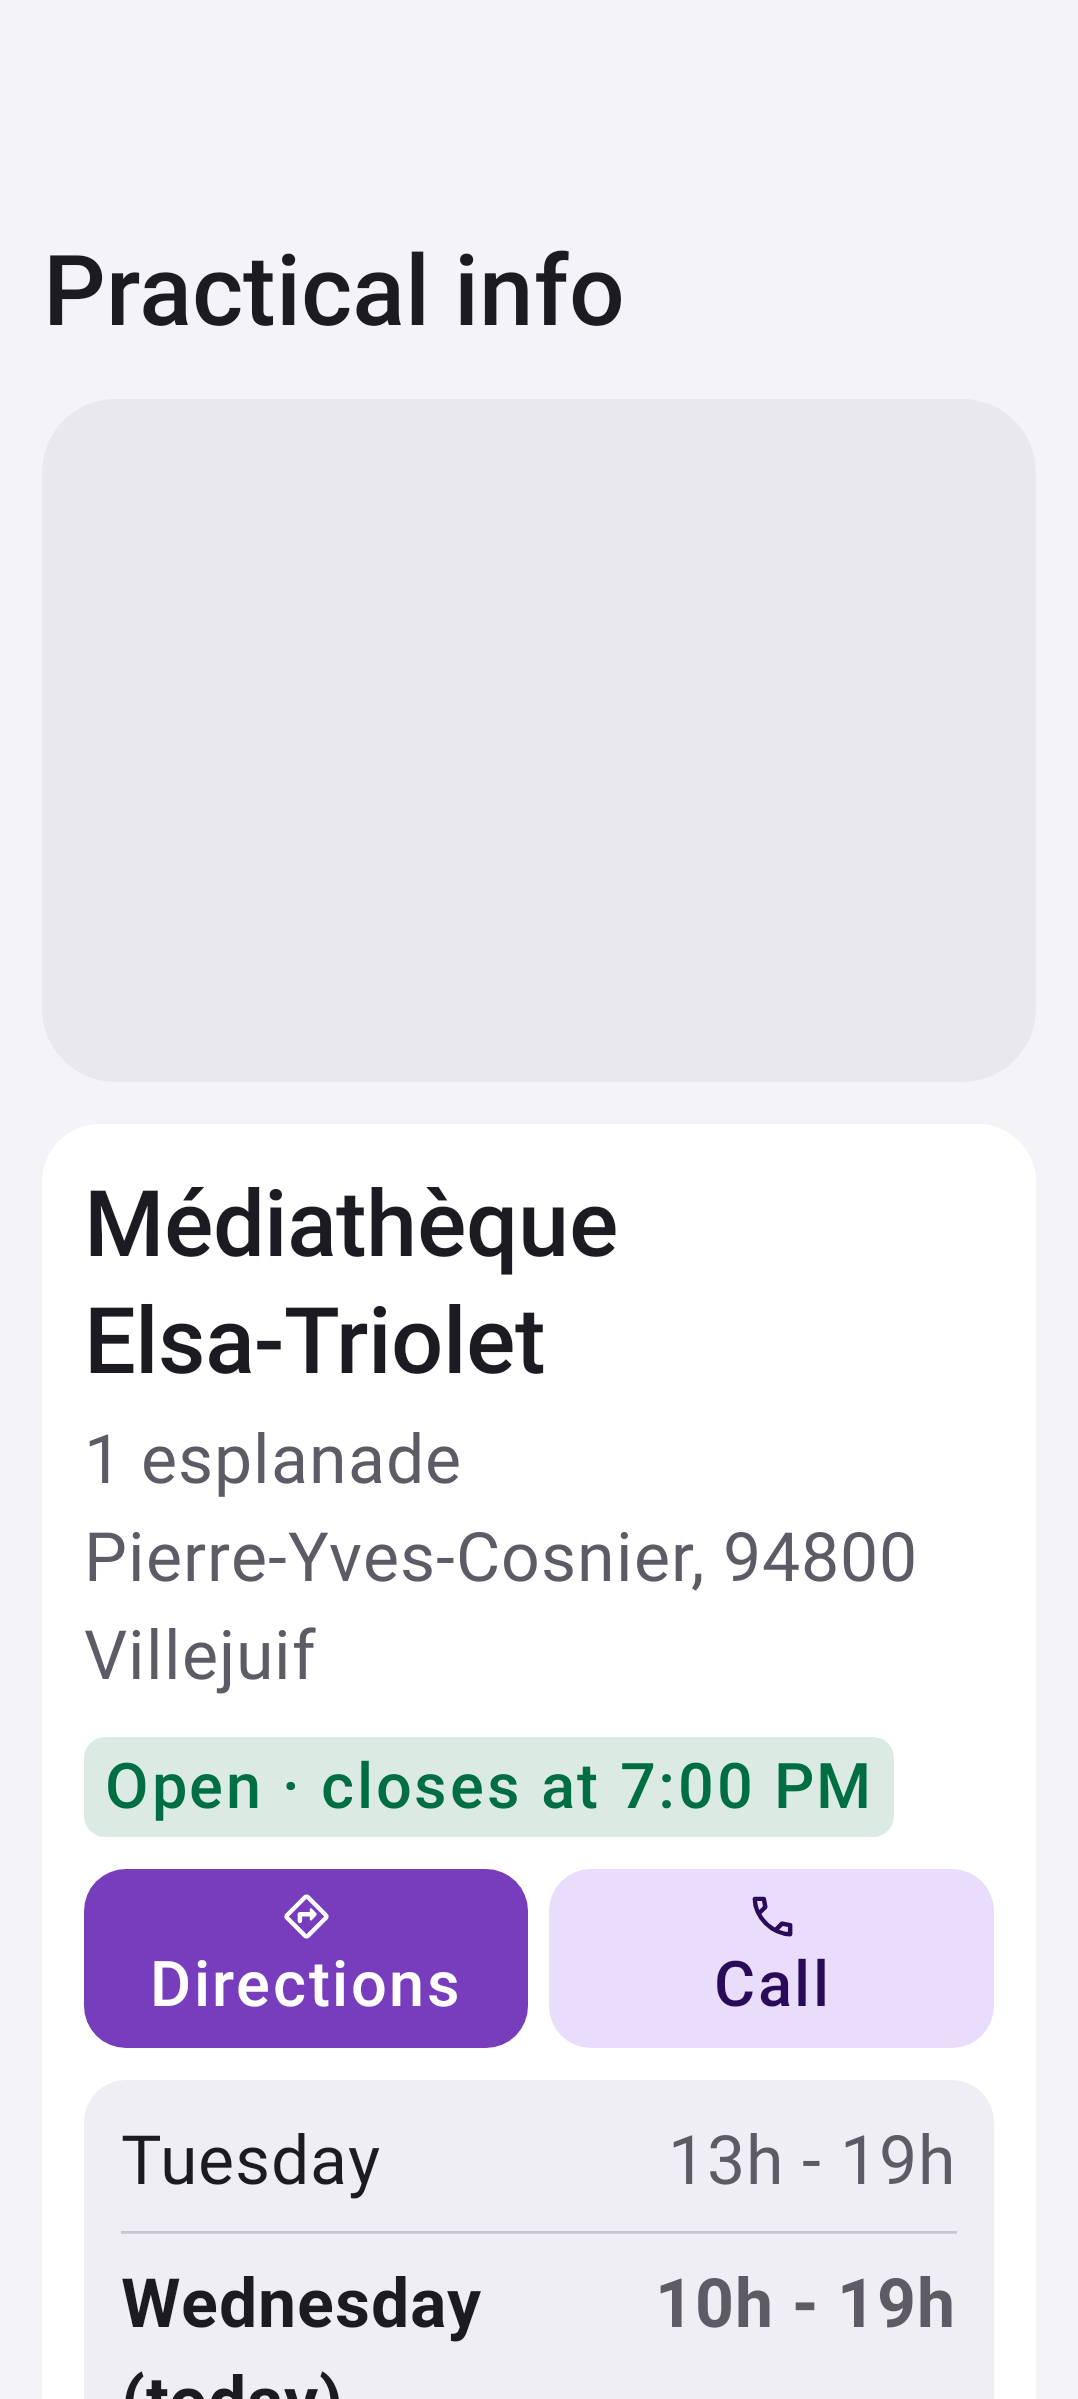 Practical info
Médiathèque
Elsa-Triolet
1 esplanade
Pierre-Yves-Cosnier, 94800
Villejuif
Open · closes at 7:00 PM
Directions
Call
Tuesday 13h - 19h
Wednesday 10h - 19h
(today)